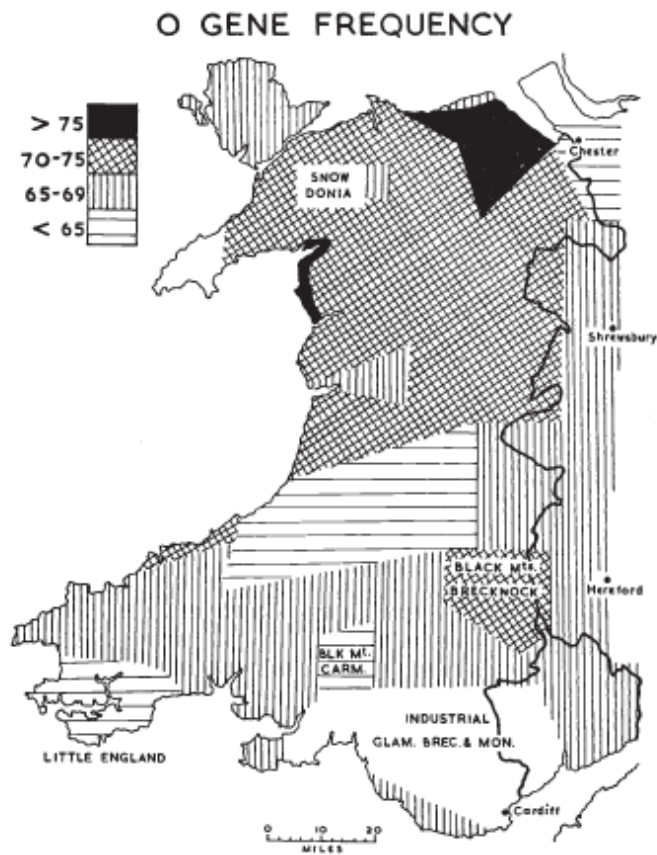 O GENE FREQUENCY
> 75
70-75
65-69
< 65
Chester
SNOW
DONIA
Shrewsbury
BLACK Mts.
BRECKNOCK
Hereford
BLK Mt.
CARM.
INDUSTRIAL
GLAM. BREC. & MON.
LITTLE ENGLAND
Cardiff
0 10 20
MILES